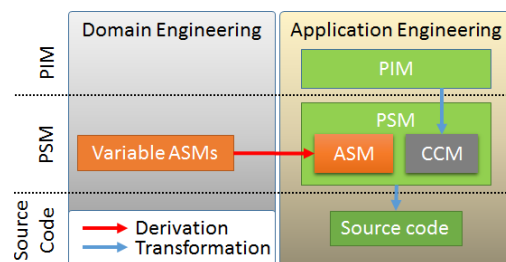 Domain Engineering
Application Engineering
PIM
PIM
PSM
PSM
Variable ASMs
ASM
CCM
Source
Code
Source code
Derivation
Transformation